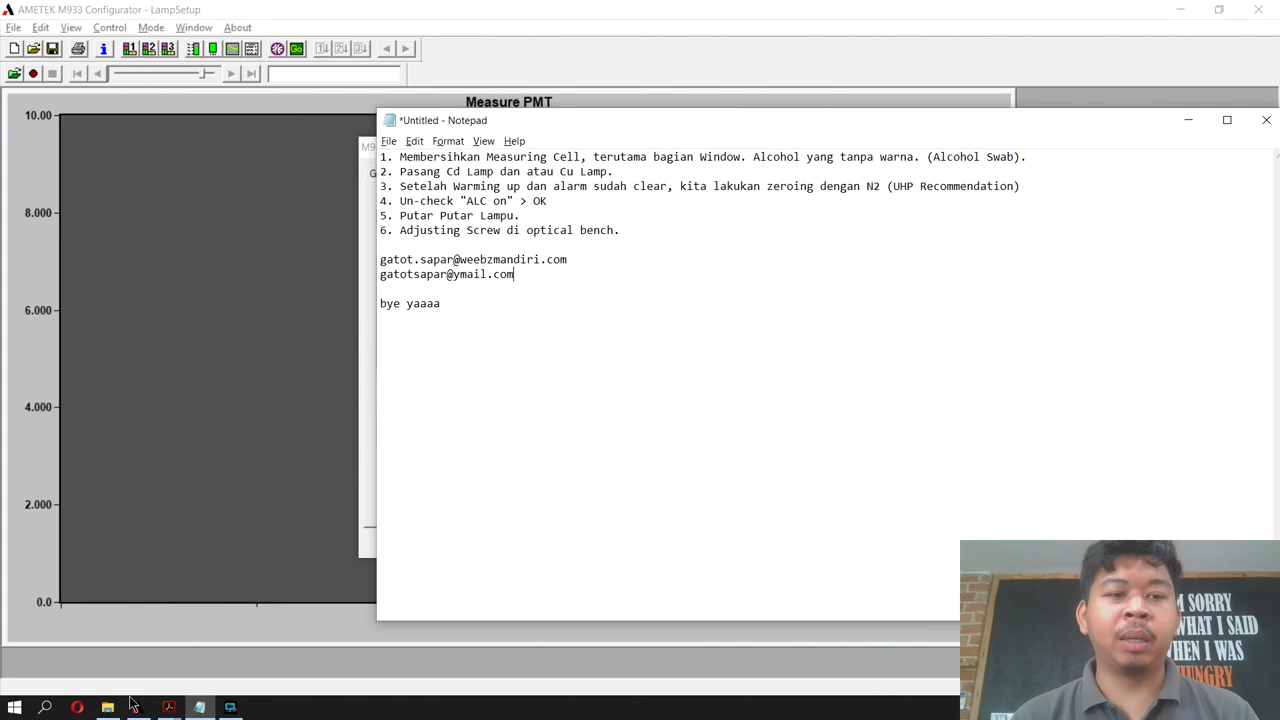 AMETEK M933 Configurator - LampSetup
File Edit View Control Mode Window About
Measure PMT
10.00
8.000
6.000
4.000
2.000
0.0
*Untitled - Notepad
File Edit Format View Help
1. Membersihkan Measuring Cell, terutama bagian Window. Alcohol yang tanpa warna. (Alcohol Swab).
2. Pasang Cd Lamp dan atau Cu Lamp.
3. Setelah Warming up dan alarm sudah clear, kita lakukan zeroing dengan N2 (UHP Recommendation)
4. Un-check "ALC on" > OK
5. Putar Putar Lampu.
6. Adjusting Screw di optical bench.
gatot.sapar@weebzmandiri.com
gatotsapar@ymail.com
bye yaaaa
M9
G
SORRY
WHAT I SAID
WHEN I WAS
HUNGRY